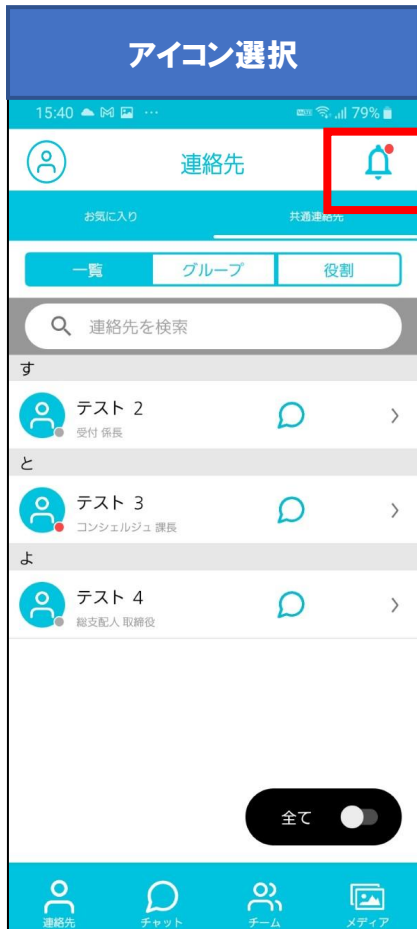 アイコン選択
15:40 ... 79%
連絡先
お気に入り 共通連絡先
一覧 グループ 役割
連絡先を検索
す
テスト 2
受付 係長
と
テスト 3
コンシェルジュ 課長
よ
テスト 4
総支配人 取締役
全て
連絡先 チャット チーム メディア